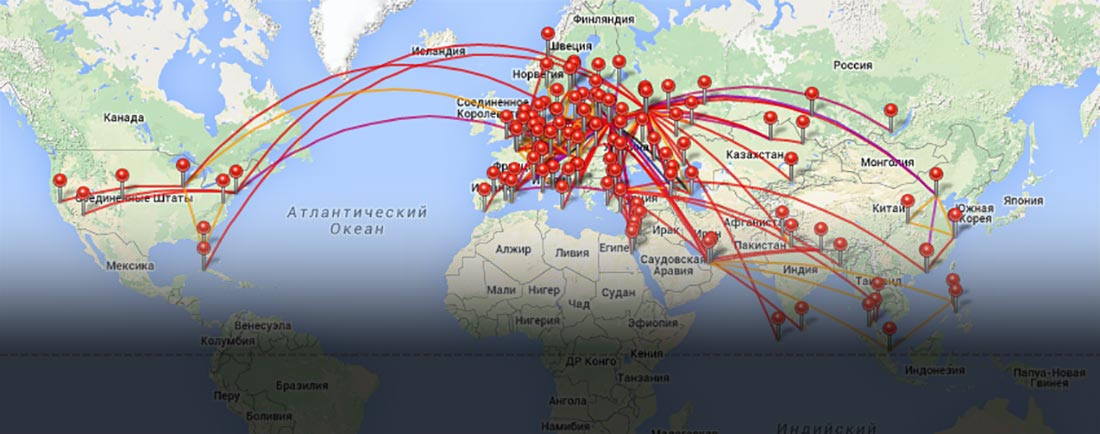 Финляндия
Исландия
Швеция
Норвегия
Россия
Соединенное
Королев
Канада
Казахстан
Монголия
Соединенные Штаты
Атлантический
Океан
Китай
Южная
Корея
Япония
Афганистан
Ирак
Иран
Пакистан
Мексика
Алжир
Ливия
Египет
Саудовская
Аравия
Индия
Таиланд
Мали
Нигер
Судан
Чад
Нигерия
Эфиопия
Венесуэла
Колумбия
ДР Конго
Кения
Индонезия
Танзания
Папуа-Новая
Гвинея
Бразилия
Перу
Ангола
Боливия
Намибия
Индийский